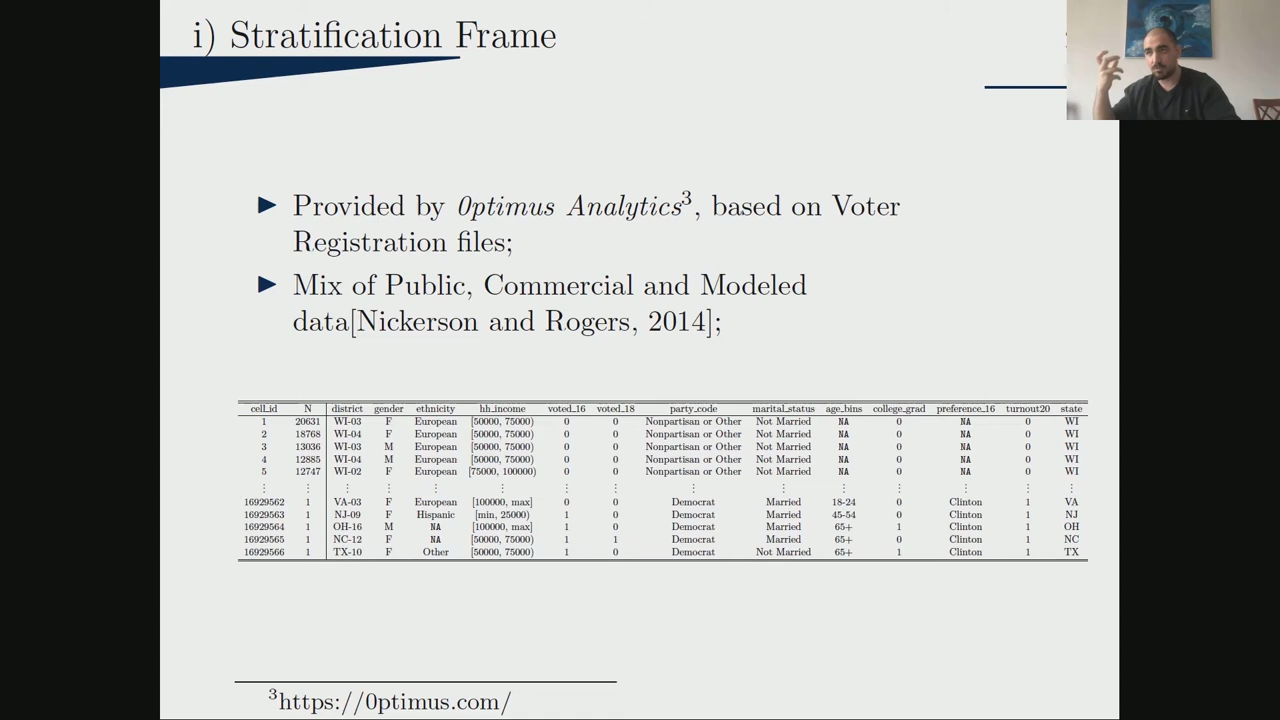 i) Stratification Frame
▶ Provided by 0ptimus Analytics³, based on Voter
Registration files;
▶ Mix of Public, Commercial and Modeled
data[Nickerson and Rogers, 2014];
cell_id N district gender ethnicity hh_income voted_16 voted_18 party_code marital_status age_bins college_grad preference_16 turnout20 state
1 20631 WI-03 F European [50000, 75000) 0 0 Nonpartisan or Other Not Married NA 0 NA 0 WI
2 18768 WI-04 F European [50000, 75000) 0 0 Nonpartisan or Other Not Married NA 0 NA 0 WI
3 13036 WI-03 M European [50000, 75000) 0 0 Nonpartisan or Other Not Married NA 0 NA 0 WI
4 12885 WI-04 M European [50000, 75000) 0 0 Nonpartisan or Other Not Married NA 0 NA 0 WI
5 12747 WI-02 F European [75000, 100000) 0 0 Nonpartisan or Other Not Married NA 0 NA 0 WI
⋮ ⋮ ⋮ ⋮ ⋮ ⋮ ⋮ ⋮ ⋮ ⋮ ⋮ ⋮ ⋮ ⋮ ⋮
16929562 1 VA-03 F European [100000, max] 0 0 Democrat Married 18-24 0 Clinton 1 VA
16929563 1 NJ-09 F Hispanic [min, 25000) 1 0 Democrat Married 45-54 0 Clinton 1 NJ
16929564 1 OH-16 M NA [100000, max] 1 0 Democrat Married 65+ 1 Clinton 1 OH
16929565 1 NC-12 F NA [50000, 75000) 1 1 Democrat Married 65+ 0 Clinton 1 NC
16929566 1 TX-10 F Other [50000, 75000) 1 0 Democrat Not Married 65+ 1 Clinton 1 TX
³https://0ptimus.com/